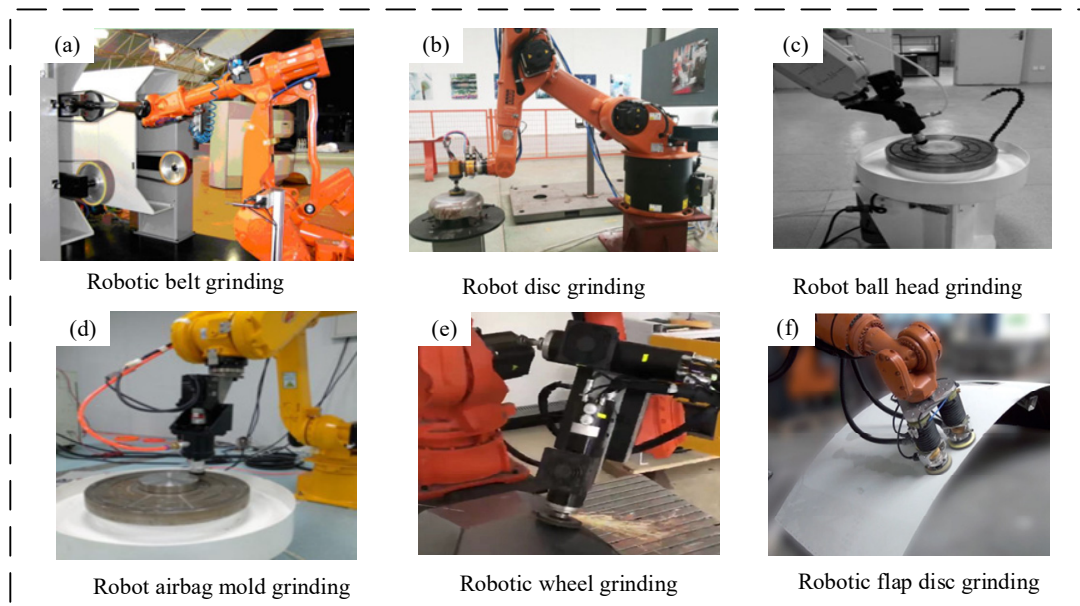 (a)
(b)
(c)
Robotic belt grinding
Robot disc grinding
Robot ball head grinding
(d)
(e)
(f)
Robot airbag mold grinding
Robotic wheel grinding
Robotic flap disc grinding